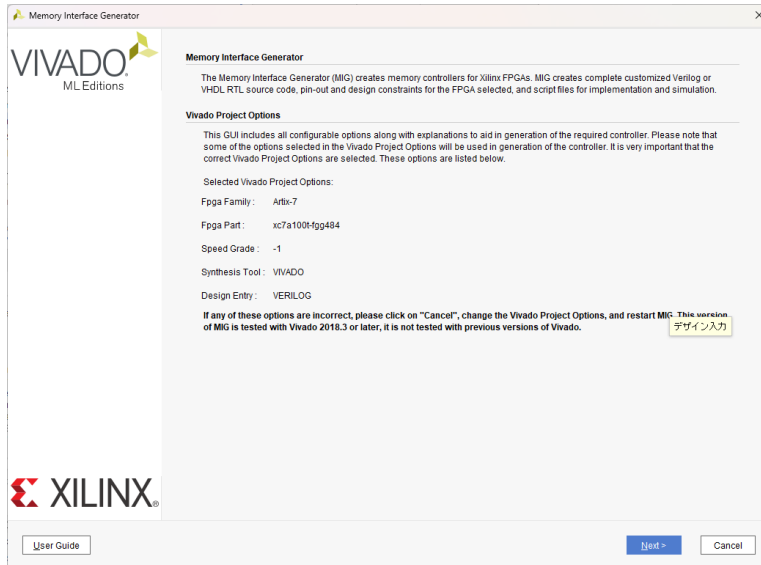 Memory Interface Generator
VIVADO.
ML Editions
Memory Interface Generator
The Memory Interface Generator (MIG) creates memory controllers for Xilinx FPGAs. MIG creates complete customized Verilog or
VHDL RTL source code, pin-out and design constraints for the FPGA selected, and script files for implementation and simulation.
Vivado Project Options
This GUI includes all configurable options along with explanations to aid in generation of the required controller. Please note that
some of the options selected in the Vivado Project Options will be used in generation of the controller. It is very important that the
correct Vivado Project Options are selected. These options are listed below.
Selected Vivado Project Options:
Fpga Family : Artix-7
Fpga Part : xc7a100t-fgg484
Speed Grade : -1
Synthesis Tool : VIVADO
Design Entry : VERILOG
If any of these options are incorrect, please click on "Cancel", change the Vivado Project Options, and restart MIG. This version
of MIG is tested with Vivado 2018.3 or later, it is not tested with previous versions of Vivado.
デザイン入力
XILINX®
User Guide
Next >
Cancel